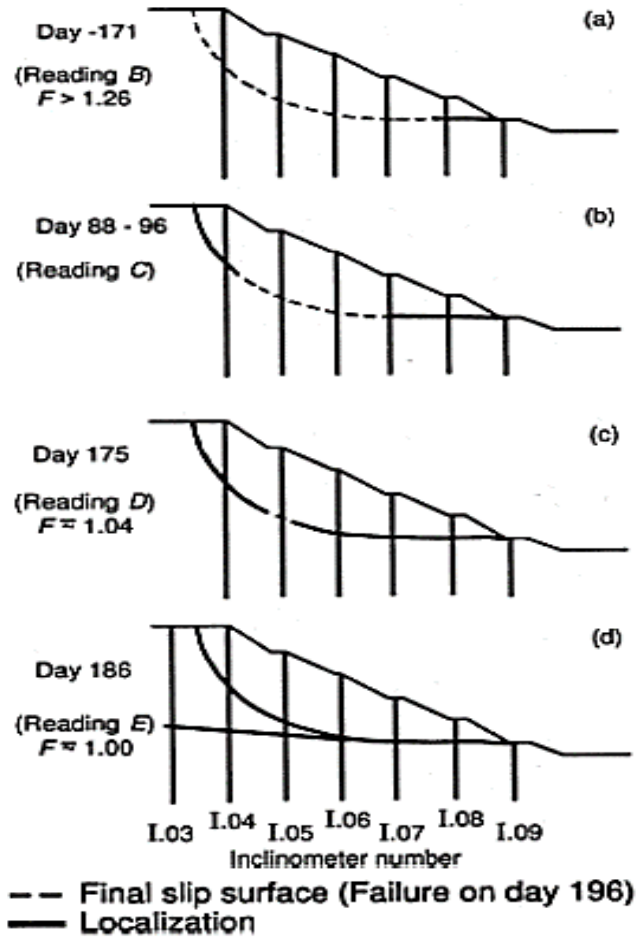 Day -171
(Reading B)
F > 1.26
(a)
Day 88 - 96
(Reading C)
(b)
Day 175
(Reading D)
F ≂ 1.04
(c)
Day 186
(Reading E)
F ≂ 1.00
(d)
I.03 I.04 I.05 I.06 I.07 I.08 I.09
Inclinometer number
Final slip surface (Failure on day 196)
Localization